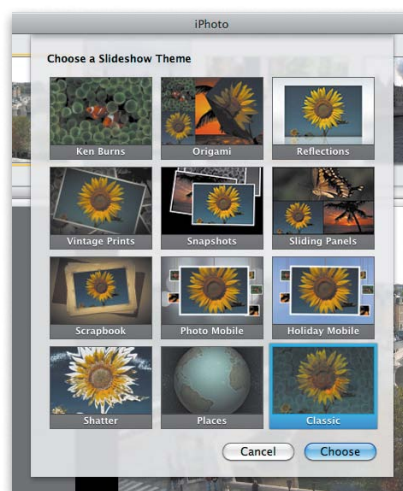 iPhoto
Choose a Slideshow Theme
Ken Burns
Origami
Reflections
Vintage Prints
Snapshots
Sliding Panels
Scrapbook
Photo Mobile
Holiday Mobile
Shatter
Places
Classic
Cancel
Choose